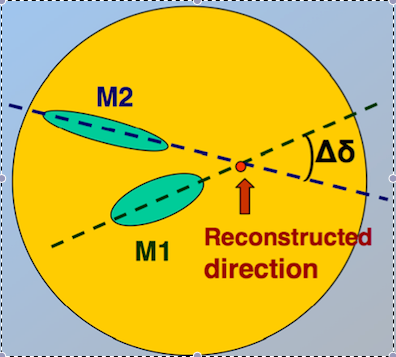 M2
Δδ
M1
Reconstructed
direction